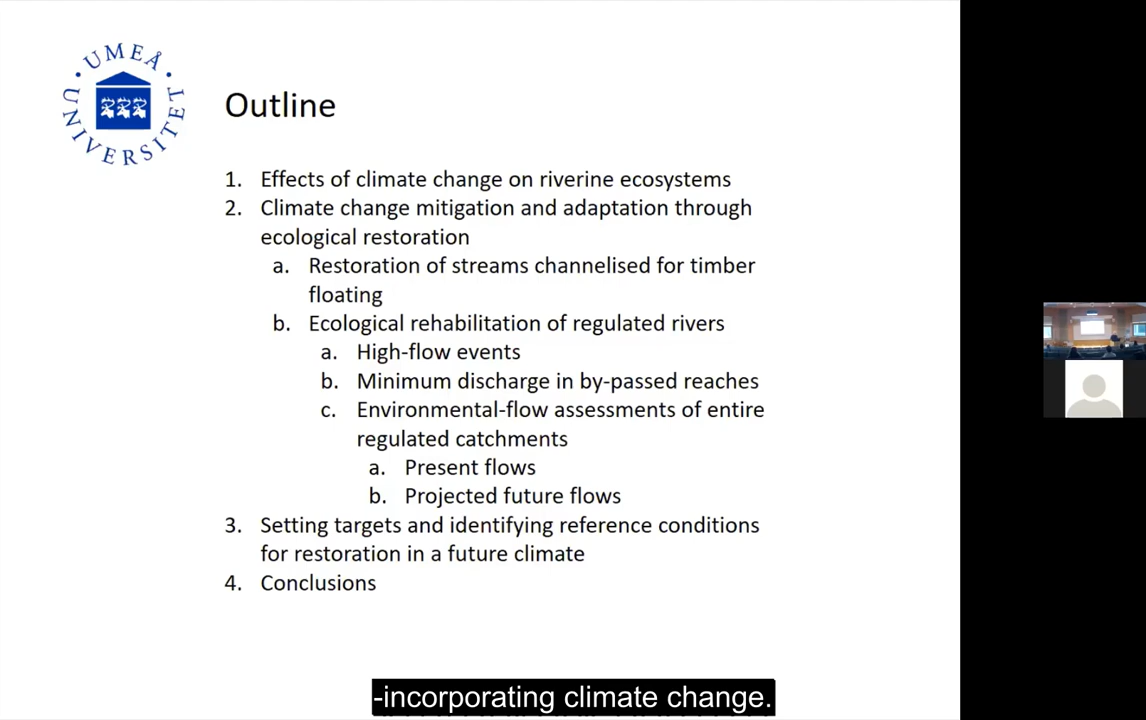 UMEÅ UNIVERSITET
Outline
1. Effects of climate change on riverine ecosystems
2. Climate change mitigation and adaptation through
ecological restoration
a. Restoration of streams channelised for timber
floating
b. Ecological rehabilitation of regulated rivers
a. High-flow events
b. Minimum discharge in by-passed reaches
c. Environmental-flow assessments of entire
regulated catchments
a. Present flows
b. Projected future flows
3. Setting targets and identifying reference conditions
for restoration in a future climate
4. Conclusions
-incorporating climate change.